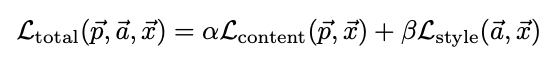 ℒ_total(p⃗, a⃗, x⃗) = αℒ_content(p⃗, x⃗) + βℒ_style(a⃗, x⃗)